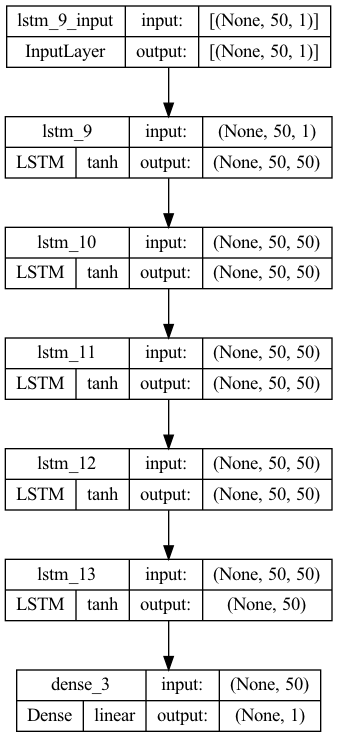 lstm_9_input input: [(None, 50, 1)]
InputLayer output: [(None, 50, 1)]
lstm_9 input: (None, 50, 1)
LSTM tanh output: (None, 50, 50)
lstm_10 input: (None, 50, 50)
LSTM tanh output: (None, 50, 50)
lstm_11 input: (None, 50, 50)
LSTM tanh output: (None, 50, 50)
lstm_12 input: (None, 50, 50)
LSTM tanh output: (None, 50, 50)
lstm_13 input: (None, 50, 50)
LSTM tanh output: (None, 50)
dense_3 input: (None, 50)
Dense linear output: (None, 1)